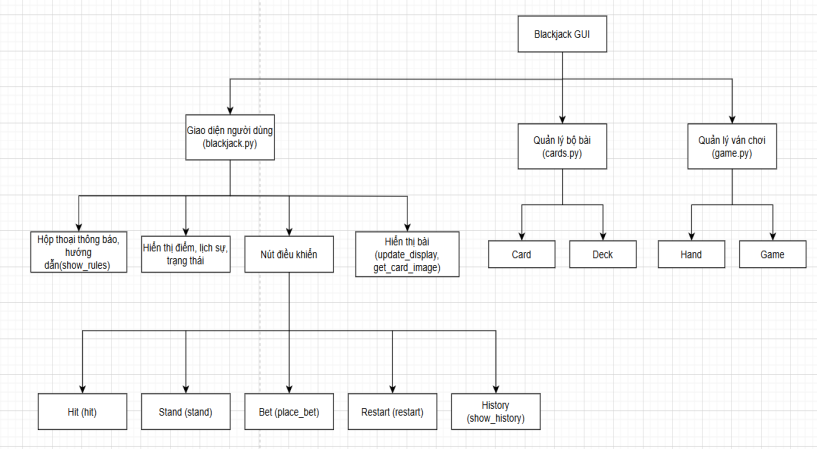 Blackjack GUI
Giao diện người dùng
(blackjack.py)
Quản lý bộ bài
(cards.py)
Quản lý ván chơi
(game.py)
Hộp thoại thông báo,
hướng
dẫn(show_rules)
Hiển thị điểm, lịch sự,
trạng thái
Nút điều khiển
Hiển thị bài
(update_display,
get_card_image)
Card
Deck
Hand
Game
Hit (hit)
Stand (stand)
Bet (place_bet)
Restart (restart)
History
(show_history)